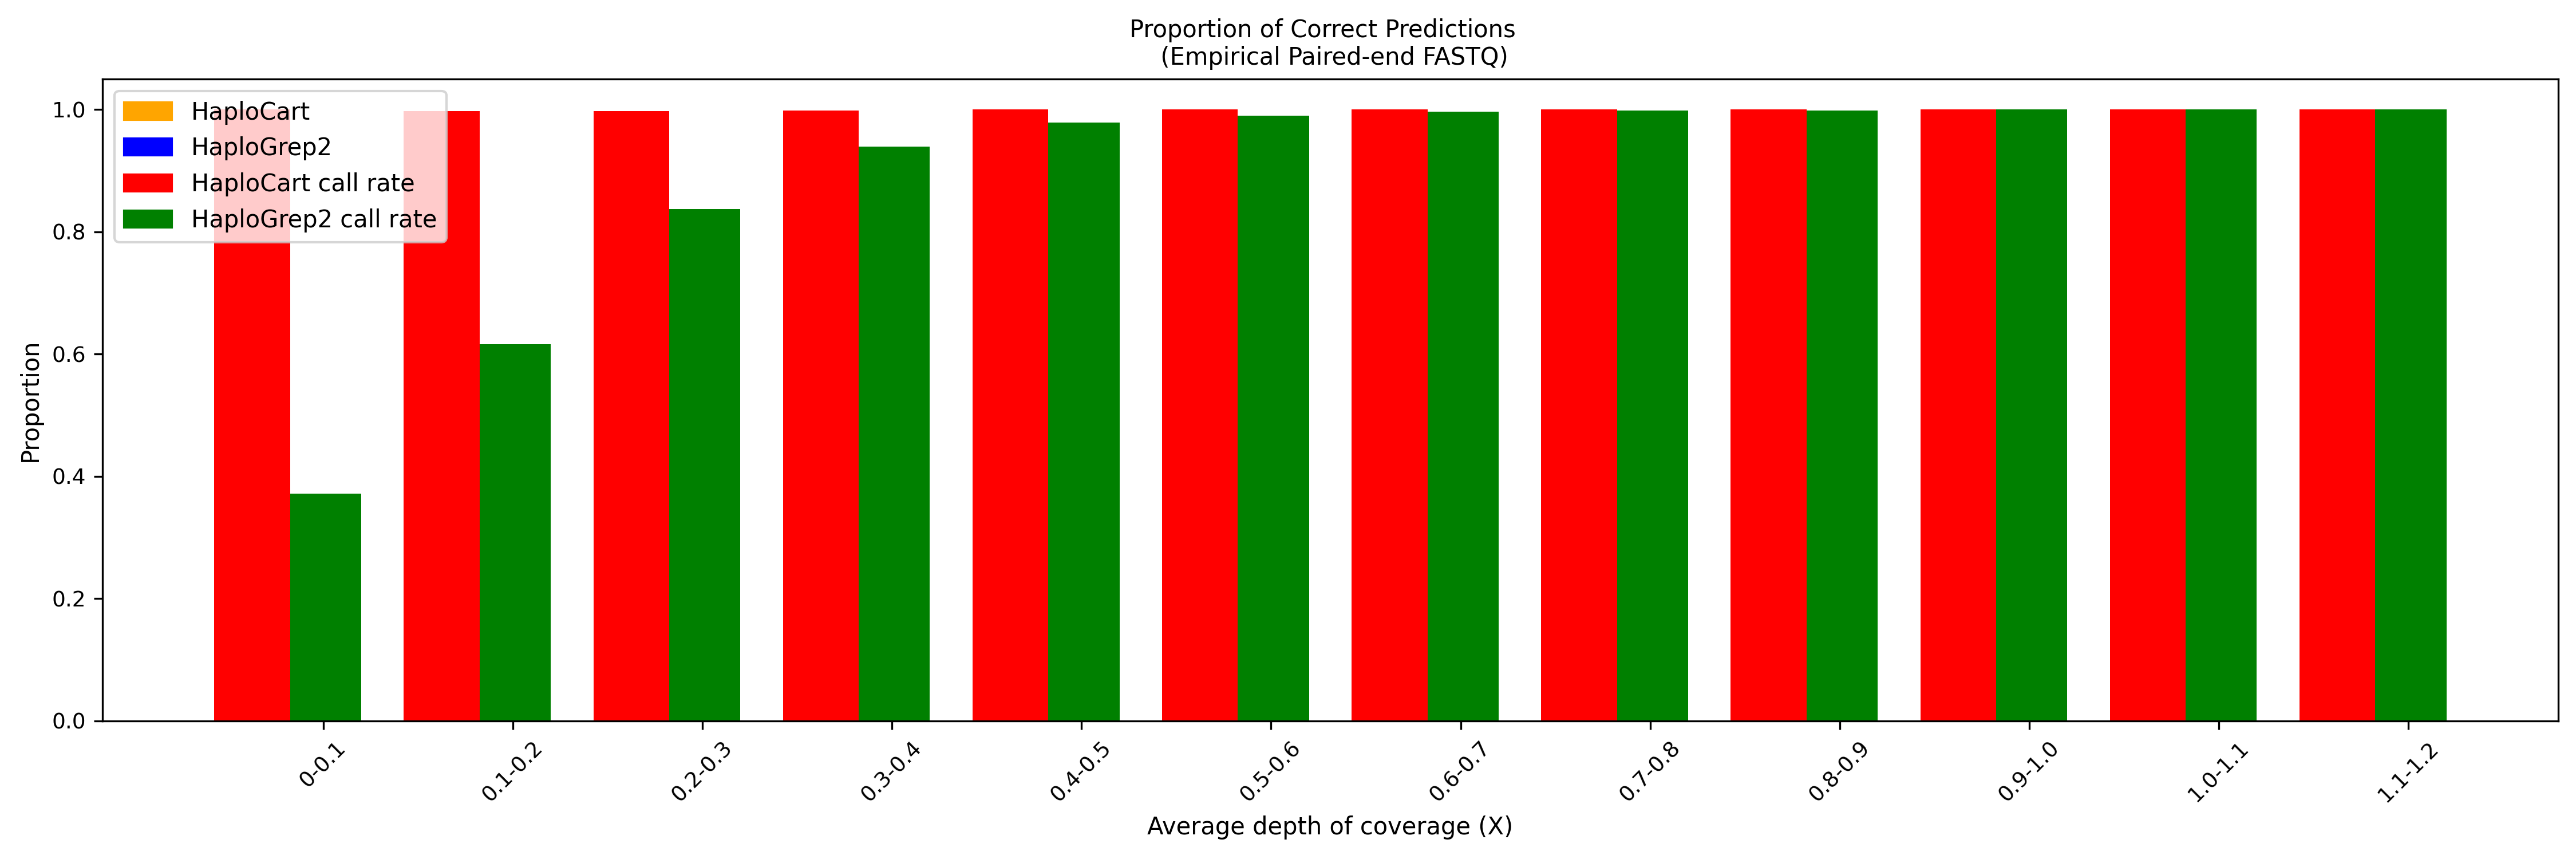 Proportion of Correct Predictions
(Empirical Paired-end FASTQ)
HaploCart
HaploGrep2
HaploCart call rate
HaploGrep2 call rate
Proportion
1.0
0.8
0.6
0.4
0.2
0.0
0-0.1
0.1-0.2
0.2-0.3
0.3-0.4
0.4-0.5
0.5-0.6
0.6-0.7
0.7-0.8
0.8-0.9
0.9-1.0
1.0-1.1
1.11-1.2
Average depth of coverage (X)